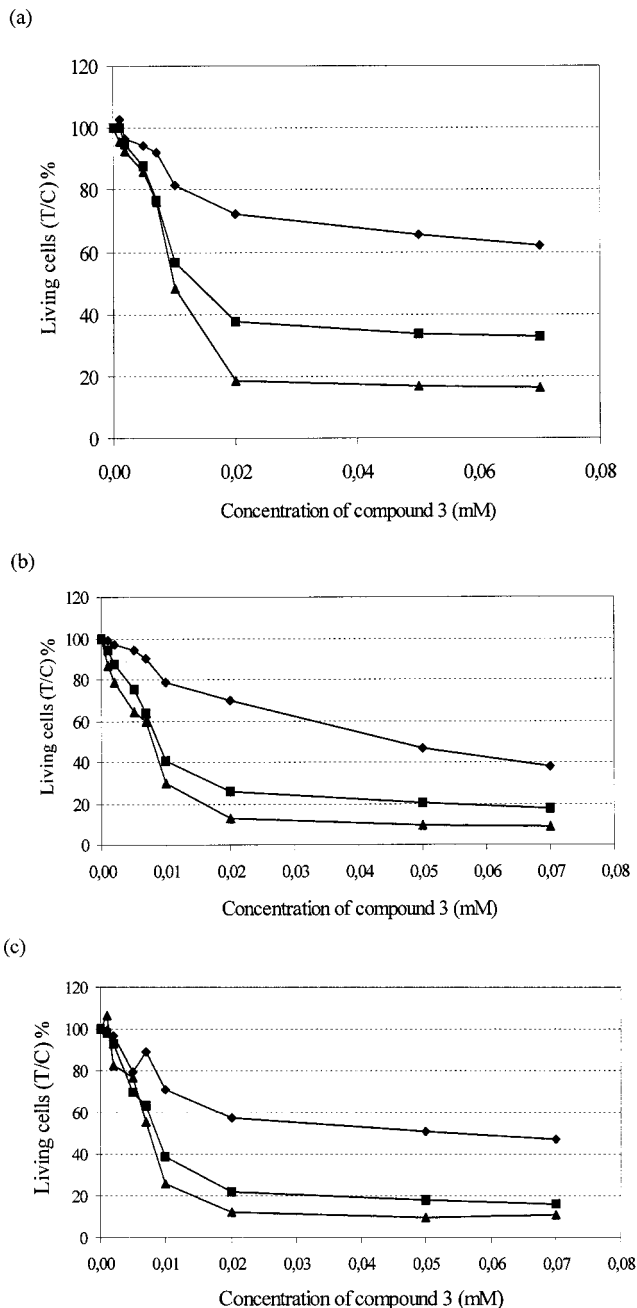 (a)
120
100
80
60
40
20
0
Living cells (T/C) %
0,00 0,02 0,04 0,06 0,08
Concentration of compound 3 (mM)
(b)
120
100
80
60
40
20
0
Living cells (T/C) %
0,00 0,01 0,02 0,03 0,04 0,05 0,06 0,07 0,08
Concentration of compound 3 (mM)
(c)
120
100
80
60
40
20
0
Living cells (T/C) %
0,00 0,01 0,02 0,03 0,04 0,05 0,06 0,07 0,08
Concentration of compound 3 (mM)